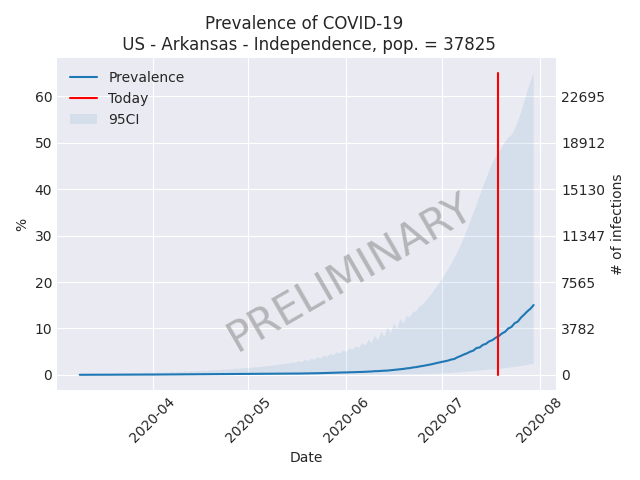 Prevalence of COVID-19
US - Arkansas - Independence, pop. = 37825
Prevalence
Today
95CI
PRELIMINARY
%
60
50
40
30
20
10
0
22695
18912
15130
11347
7565
3782
0
# of infections
2020-04
2020-05
2020-06
2020-07
2020-08
Date